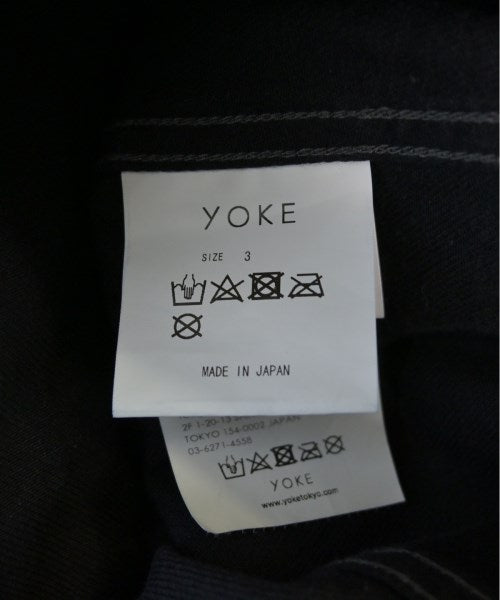 YOKE
SIZE 3
MADE IN JAPAN
2F 1-20-13
TOKYO 154-0002 JAPAN
03-6271-4558
YOKE
www.yoketokyo.com